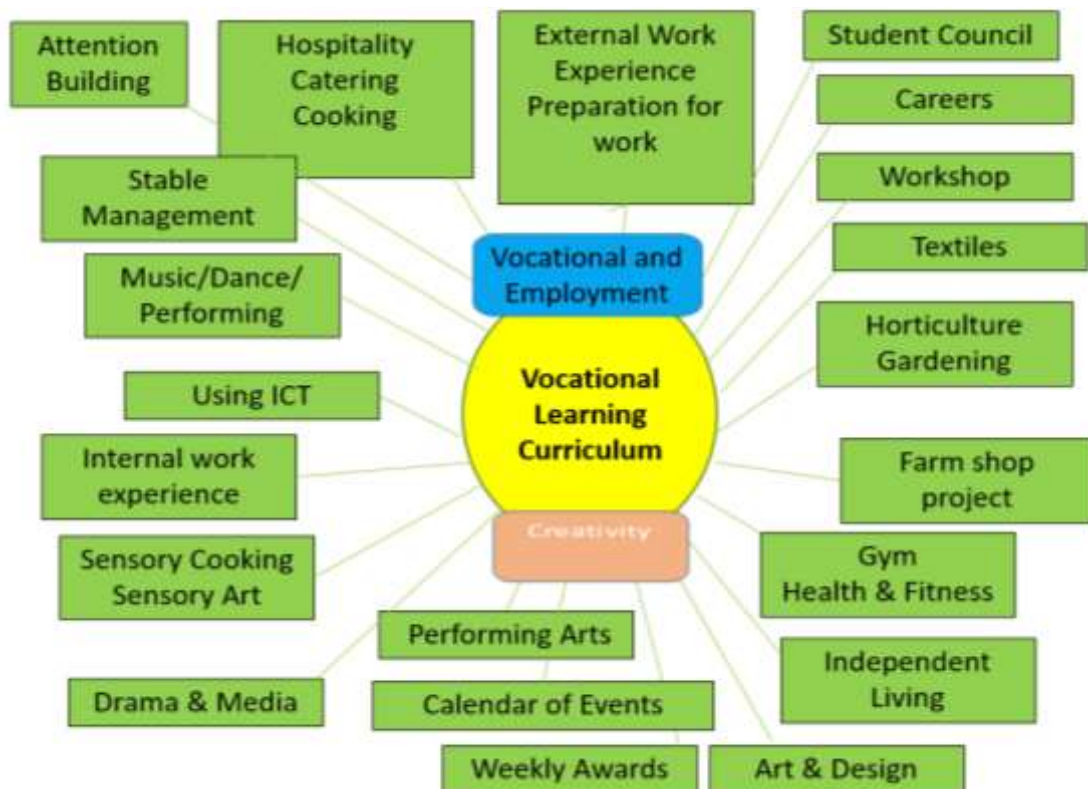 Attention
Building
Hospitality
Catering
Cooking
External Work
Experience
Preparation for
work
Student Council
Careers
Workshop
Textiles
Horticulture
Gardening
Stable
Management
Music/Dance/
Performing
Using ICT
Internal work
experience
Sensory Cooking
Sensory Art
Drama & Media
Vocational and
Employment
Vocational
Learning
Curriculum
Creativity
Performing Arts
Calendar of Events
Weekly Awards
Art & Design
Farm shop
project
Gym
Health & Fitness
Independent
Living